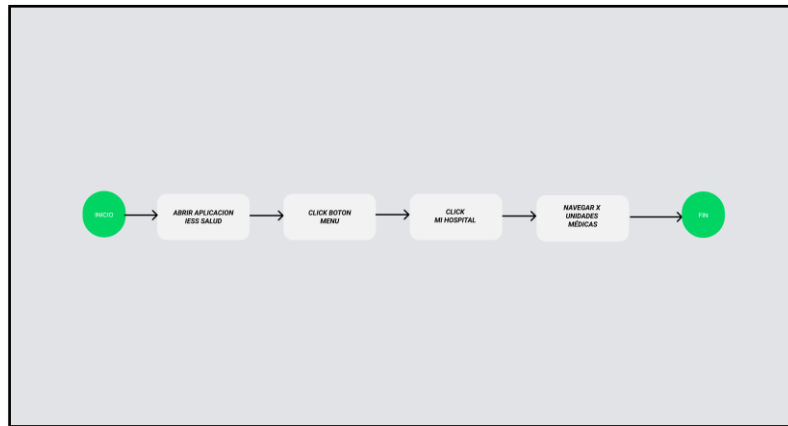 INICIO
ABRIR APLICACION
IESS SALUD
CLICK BOTON
MENU
CLICK
MI HOSPITAL
NAVEGAR X
UNIDADES
MÉDICAS
FIN